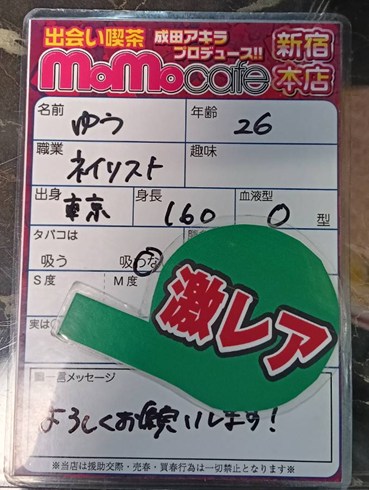 出会い喫茶 成田アキラ
プロデュース!!
MoMocafe 新宿
本店
名前 ゆう 年齢 26
職業 ネイリスト 趣味
出身 東京 身長 160 血液型 O 型
タバコは
吸う 吸わな
S度 M度
実は
一言メッセージ
よろしくお願いします!
激レア
※当店は援助交際・売春・買春行為は一切禁止となります※